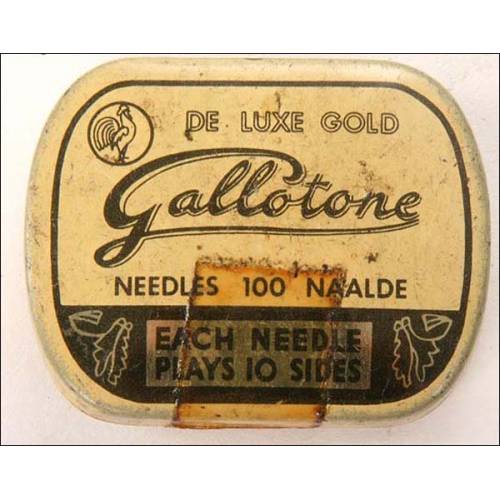 DE LUXE GOLD
Gallotone
NEEDLES 100 NAALDE
EACH NEEDLE
PLAYS 10 SIDES